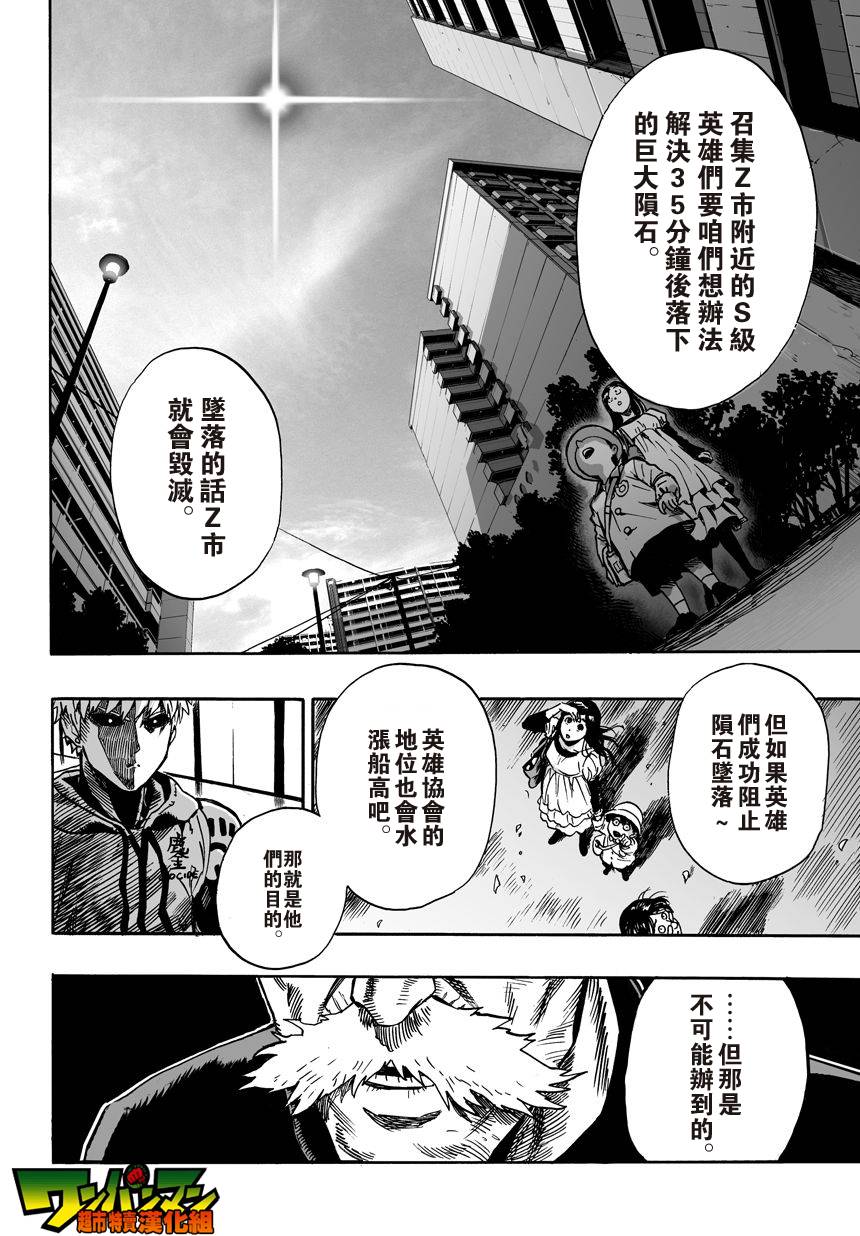 召集Z市附近的S級
英雄們要咱們想辦法
解決35分鐘後落下
的巨大隕石。
墜落的話Z市
就會毀滅。
但如果英雄
們成功阻止
隕石墜落~
英雄協會的
地位也會水
漲船高吧。
那就是他
們的目的。
OCIDE
……但那是
不可能辦到的。
ワンパンマン
超市特賣漢化組